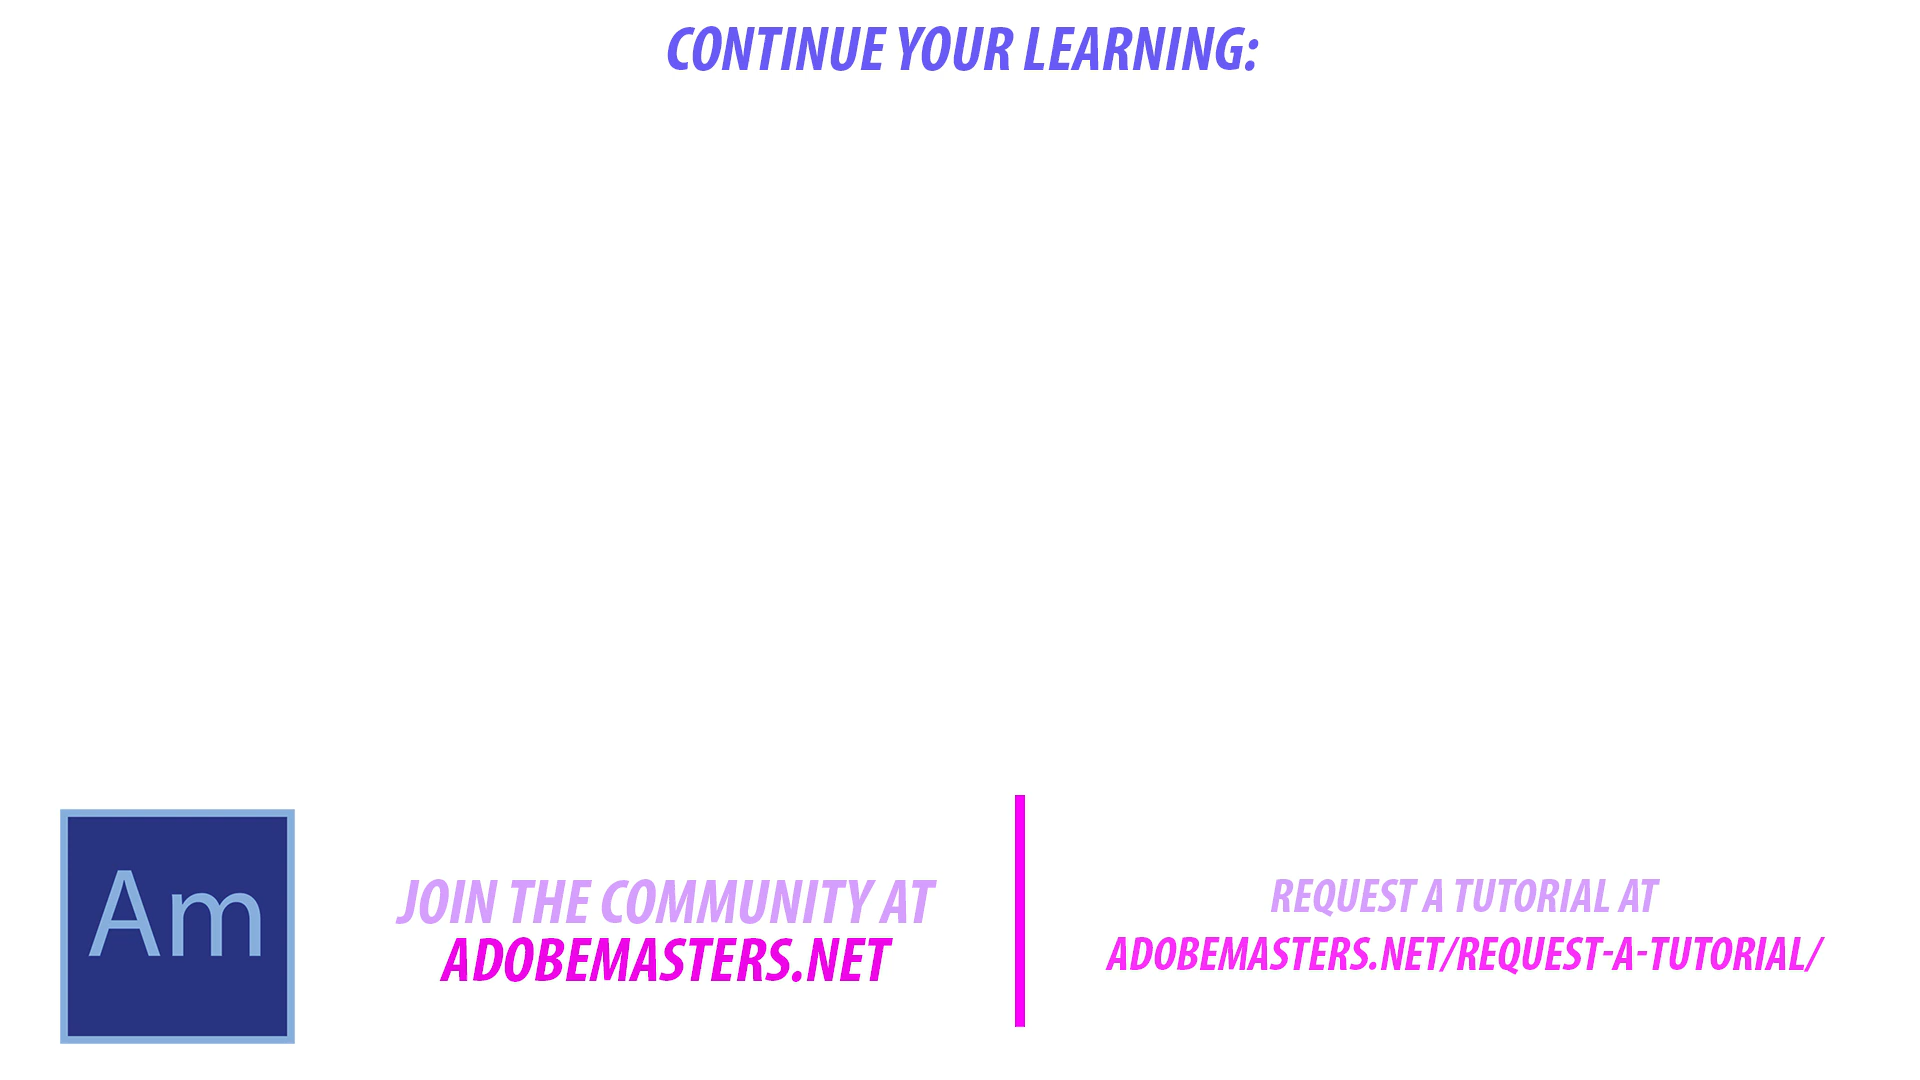 CONTINUE YOUR LEARNING:
Am
JOIN THE COMMUNITY AT
ADOBEMASTERS.NET
REQUEST A TUTORIAL AT
ADOBEMASTERS.NET/REQUEST-A-TUTORIAL/